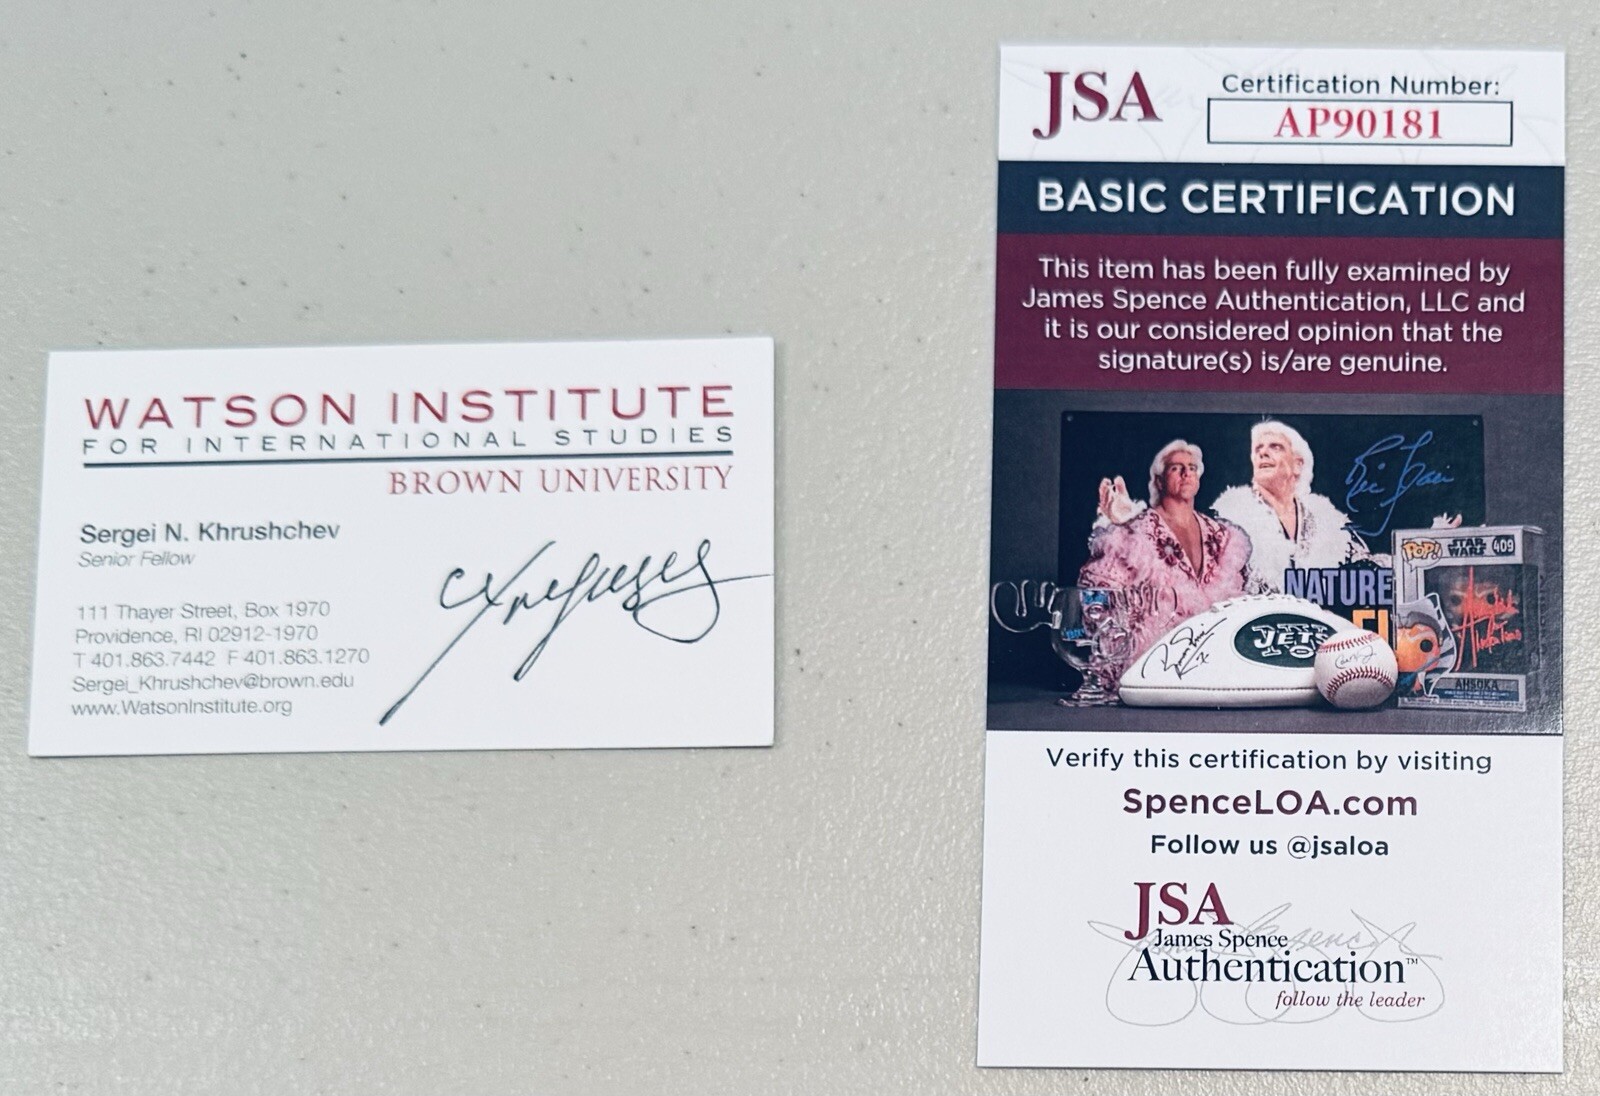 WATSON INSTITUTE
FOR INTERNATIONAL STUDIES
BROWN UNIVERSITY
Sergei N. Khrushchev
Senior Fellow
111 Thayer Street, Box 1970
Providence, RI 02912-1970
T 401.863.7442 F 401.863.1270
Sergei_Khrushchev@brown.edu
www.WatsonInstitute.org
JSA
Certification Number:
AP90181
BASIC CERTIFICATION
This item has been fully examined by
James Spence Authentication, LLC and
it is our considered opinion that the
signature(s) is/are genuine.
Ric Flair
NATURE
POP! STAR WARS 409
JETS
AHSOKA
Verify this certification by visiting
SpenceLOA.com
Follow us @jsaloa
JSA
James Spence
Authentication™
follow the leader